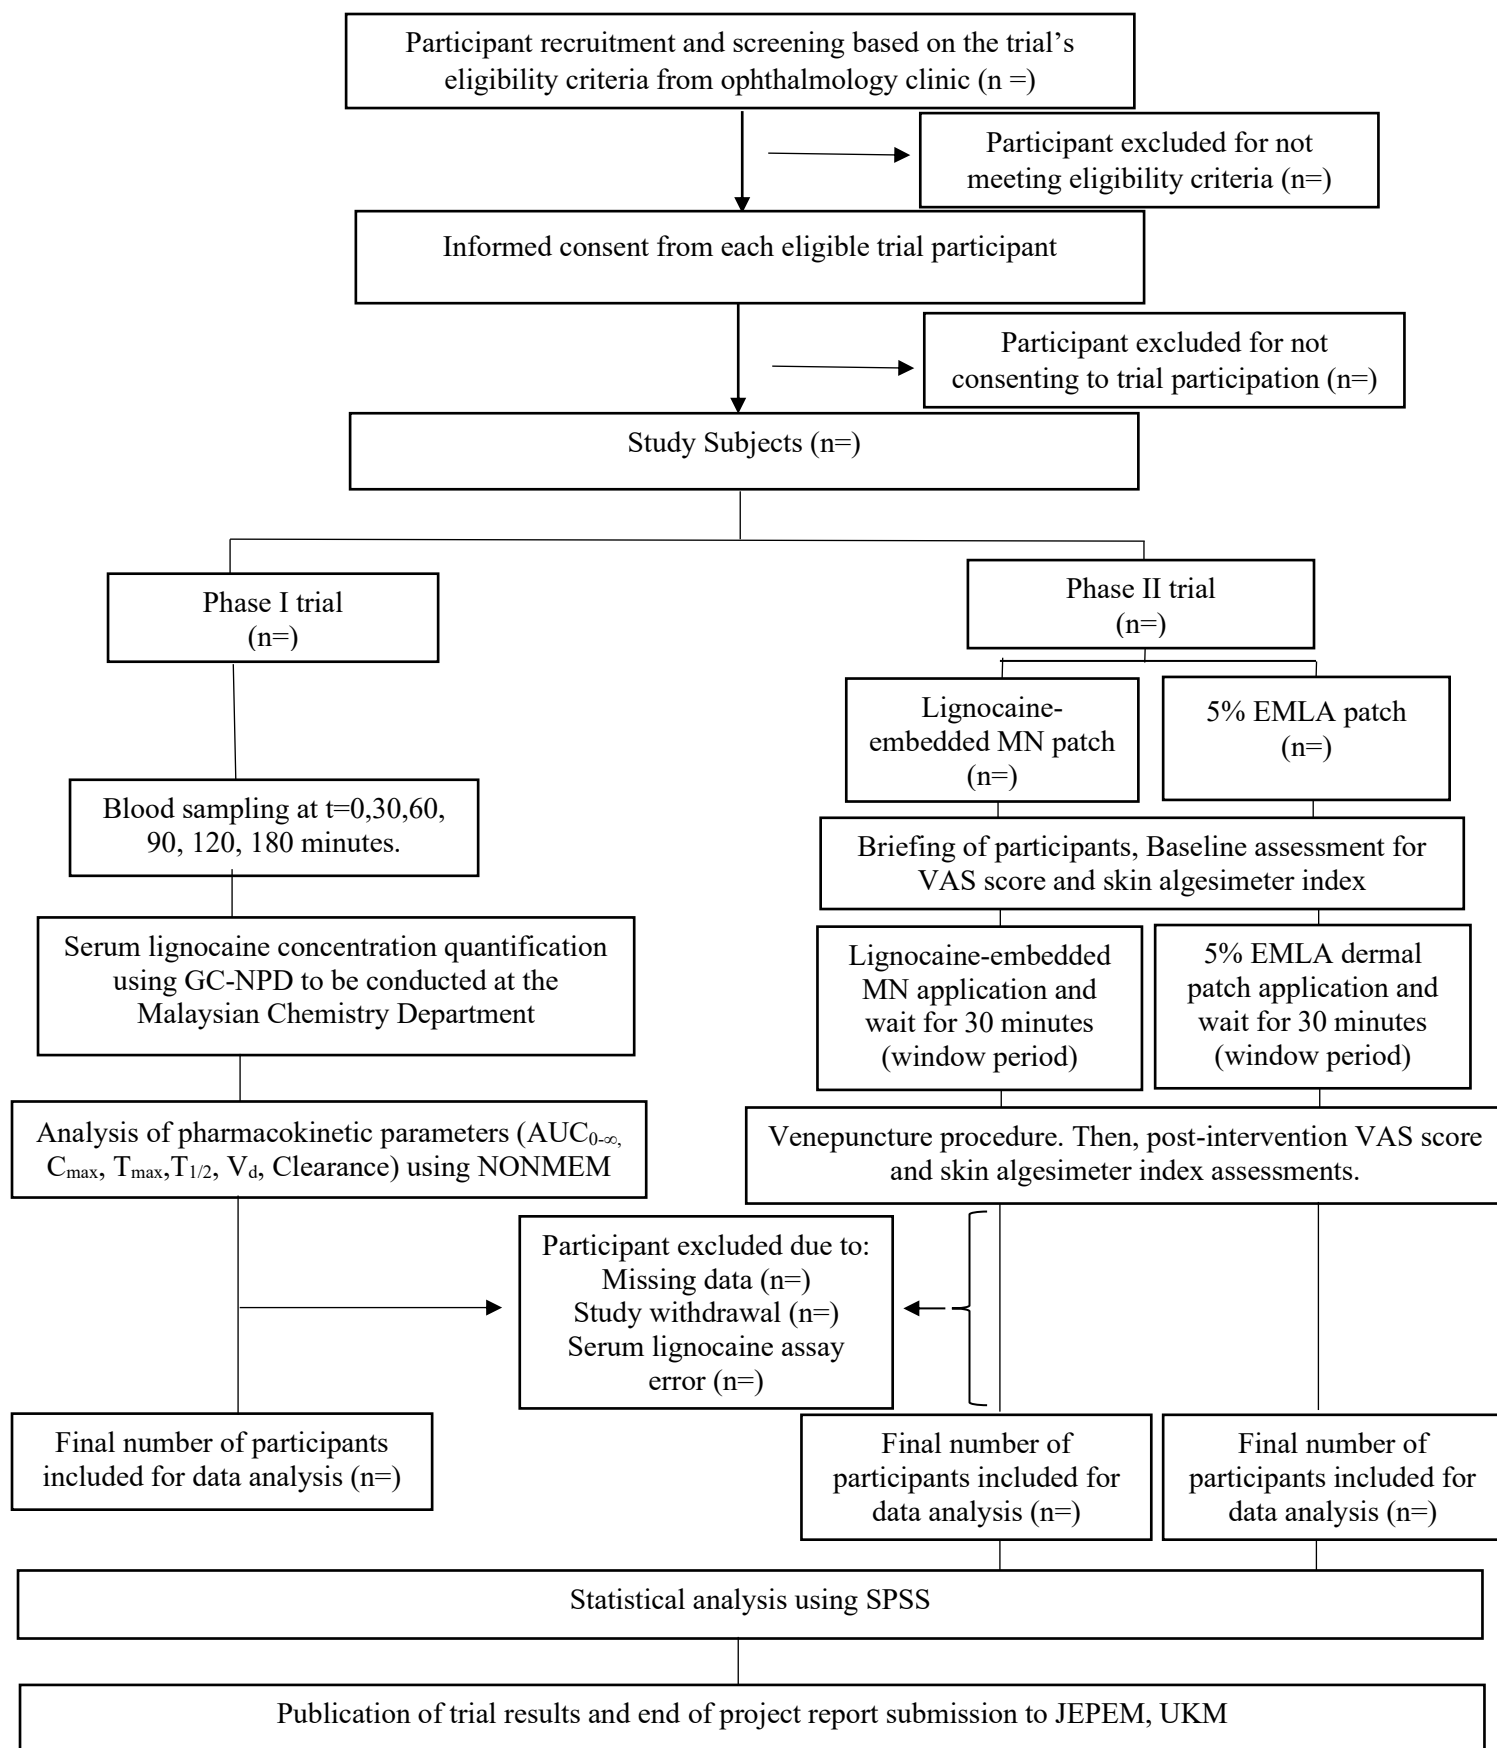 Participant recruitment and screening based on the trial’s
eligibility criteria from ophthalmology clinic (n =)
Participant excluded for not
meeting eligibility criteria (n=)
Informed consent from each eligible trial participant
Participant excluded for not
consenting to trial participation (n=)
Study Subjects (n=)
Phase I trial
(n=)
Phase II trial
(n=)
Lignocaine-
embedded MN patch
(n=)
5% EMLA patch
(n=)
Blood sampling at t=0,30,60,
90, 120, 180 minutes.
Briefing of participants, Baseline assessment for
VAS score and skin algesimeter index
Serum lignocaine concentration quantification
using GC-NPD to be conducted at the
Malaysian Chemistry Department
Lignocaine-embedded
MN application and
wait for 30 minutes
(window period)
5% EMLA dermal
patch application and
wait for 30 minutes
(window period)
Analysis of pharmacokinetic parameters (AUC0-∞,
Cmax, Tmax,T1/2, Vd, Clearance) using NONMEM
Venepuncture procedure. Then, post-intervention VAS score
and skin algesimeter index assessments.
Participant excluded due to:
Missing data (n=)
Study withdrawal (n=)
Serum lignocaine assay
error (n=)
Final number of participants
included for data analysis (n=)
Final number of
participants included for
data analysis (n=)
Final number of
participants included for
data analysis (n=)
Statistical analysis using SPSS
Publication of trial results and end of project report submission to JEPEM, UKM